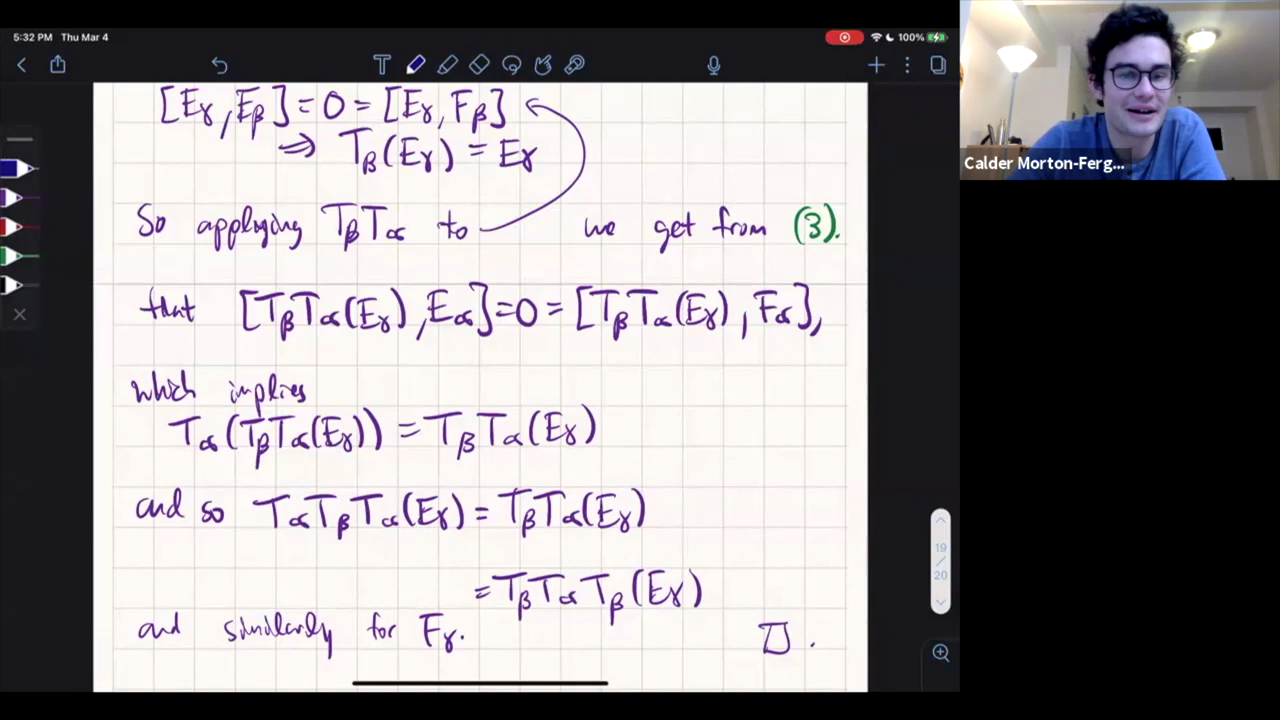 5:32 PM Thu Mar 4
100%
Calder Morton-Ferg...
[Eγ, Eβ] = 0 = [Eγ, Fβ]
⇒ Tβ(Eγ) = Eγ
So applying TβTα to we get from (3).
that [TβTα(Eγ), Eα] = 0 = [TβTα(Eγ), Fα],
which implies
Tα(TβTα(Eγ)) = TβTα(Eγ)
and so TαTβTα(Eγ) = TβTα(Eγ)
= TβTαTβ(Eγ)
and similarly for Fγ. □.
19
/
20